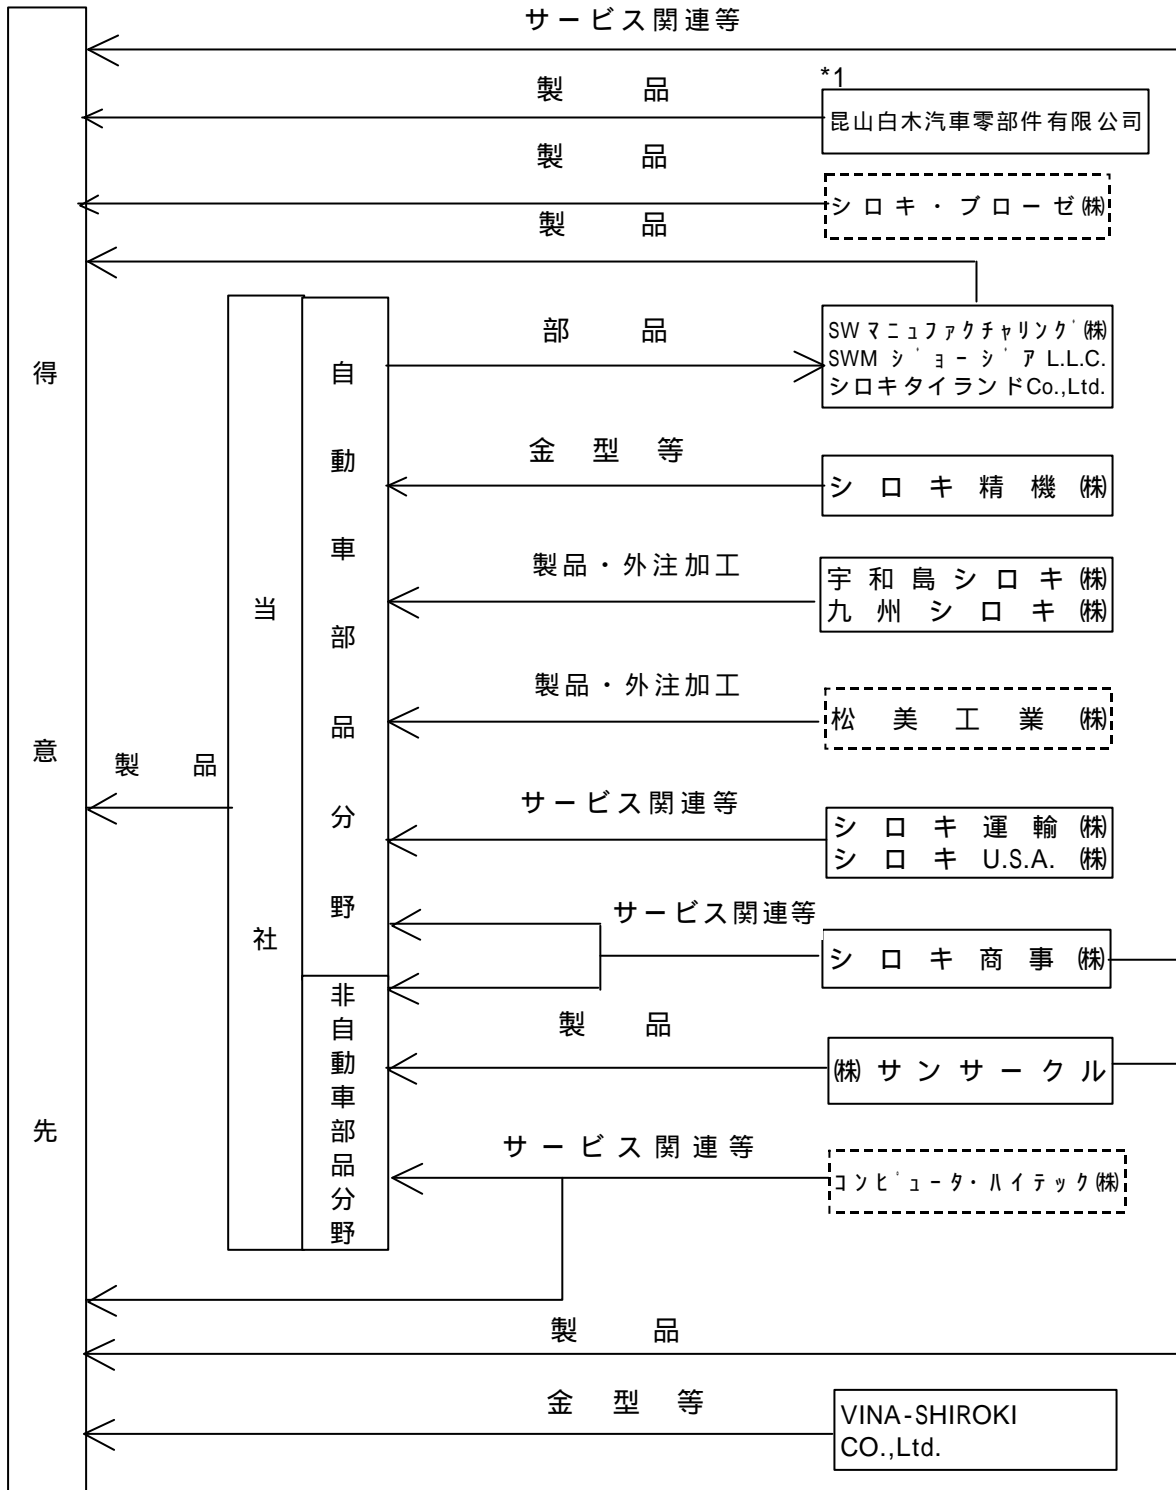 サービス関連等
*1
製品
昆山白木汽車零部件有限公司
製品
シロキ・ブローゼ㈱
製品
部品
SWマニュファクチャリング㈱
SWMジョージアL.L.C.
シロキタイランドCo.,Ltd.
得意先
当社
自動車部品分野
金型等
シロキ精機㈱
製品・外注加工
宇和島シロキ㈱
九州シロキ㈱
製品・外注加工
松美工業㈱
製品
サービス関連等
シロキ運輸㈱
シロキU.S.A.㈱
サービス関連等
シロキ商事㈱
非自動車部品分野
製品
㈱サンサークル
サービス関連等
コンピュータ・ハイテック㈱
製品
金型等
VINA-SHIROKI
CO.,Ltd.